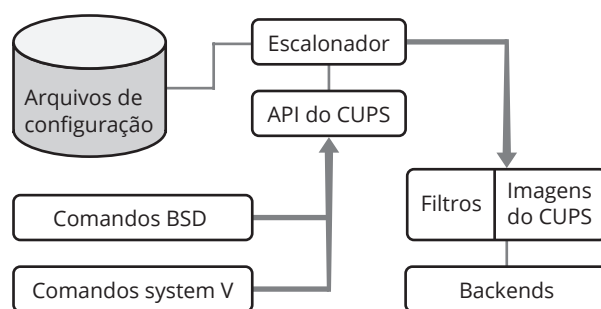 Escalonador
Arquivos de
configuração
API do CUPS
Filtros
Imagens
do CUPS
Comandos BSD
Comandos system V
Backends